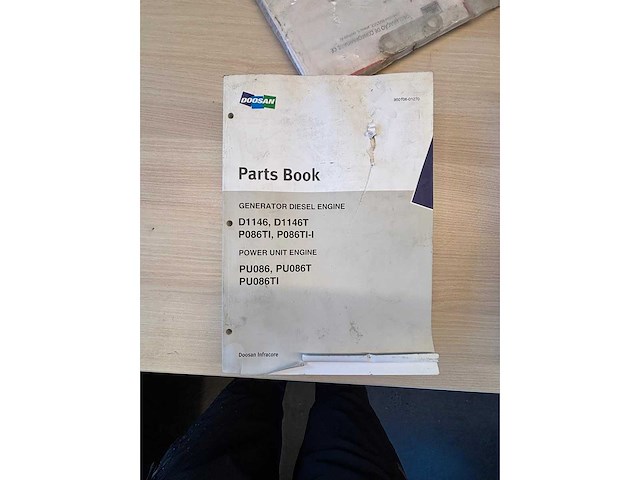 DOOSAN
Parts Book
GENERATOR DIESEL ENGINE
D1146, D1146T
P086TI, P086TI-I
POWER UNIT ENGINE
PU086, PU086T
PU086TI
Doosan Infracore